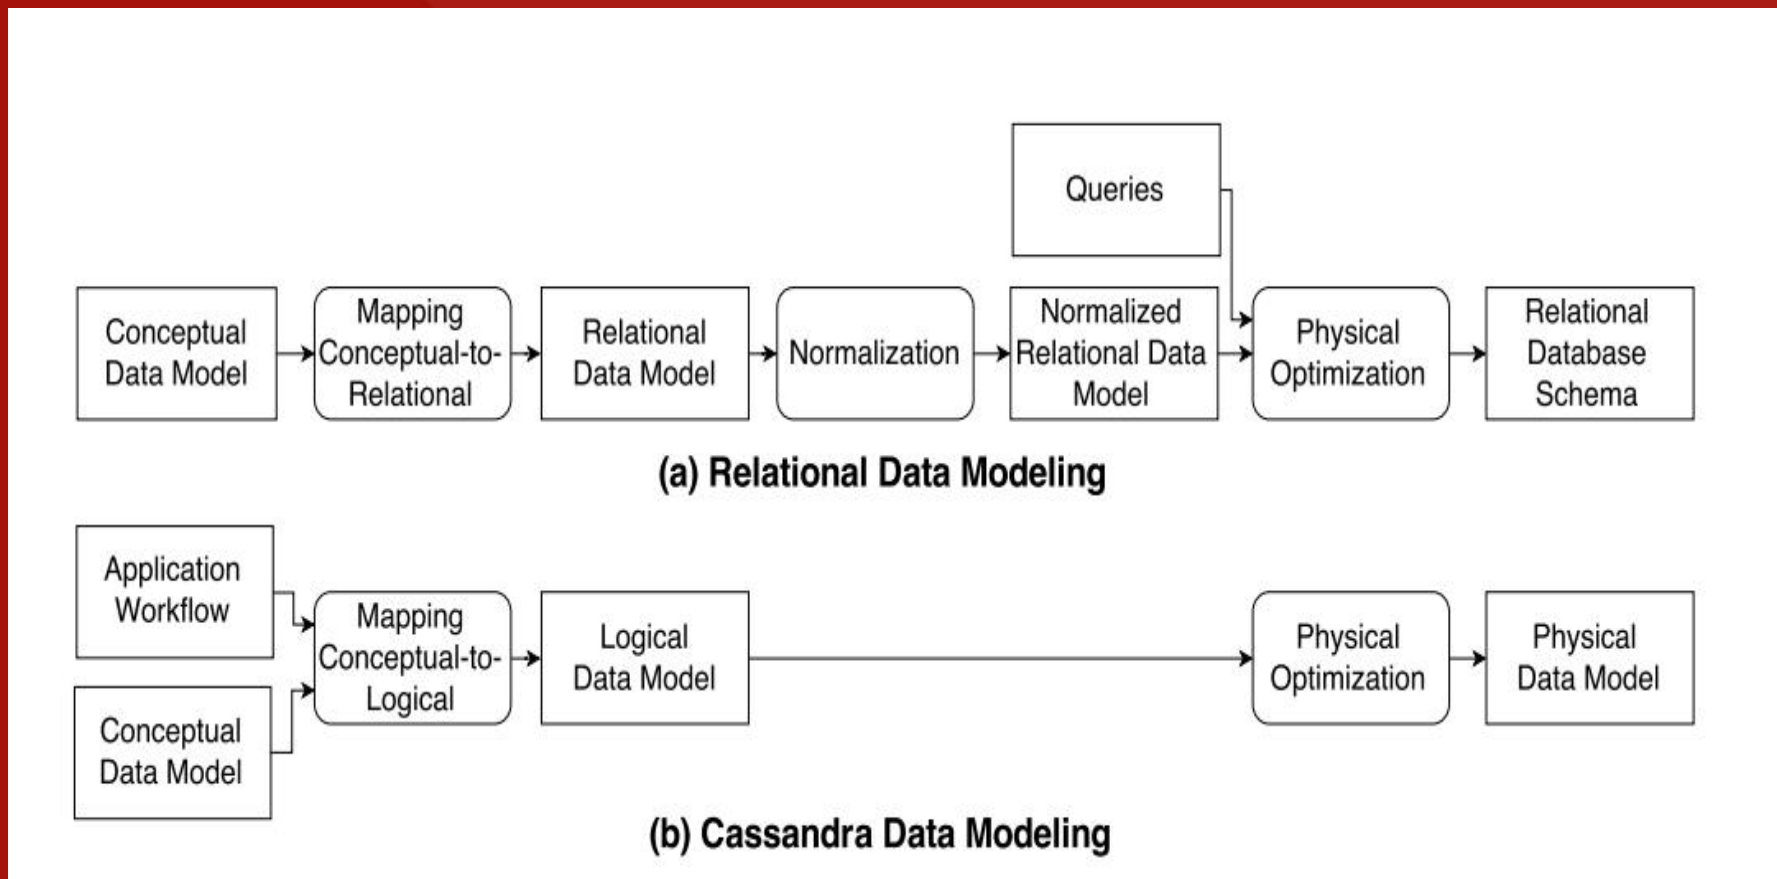 Queries
Conceptual
Data Model
Mapping
Conceptual-to-
Relational
Relational
Data Model
Normalization
Normalized
Relational Data
Model
Physical
Optimization
Relational
Database
Schema
(a) Relational Data Modeling
Application
Workflow
Conceptual
Data Model
Mapping
Conceptual-to-
Logical
Logical
Data Model
Physical
Optimization
Physical
Data Model
(b) Cassandra Data Modeling